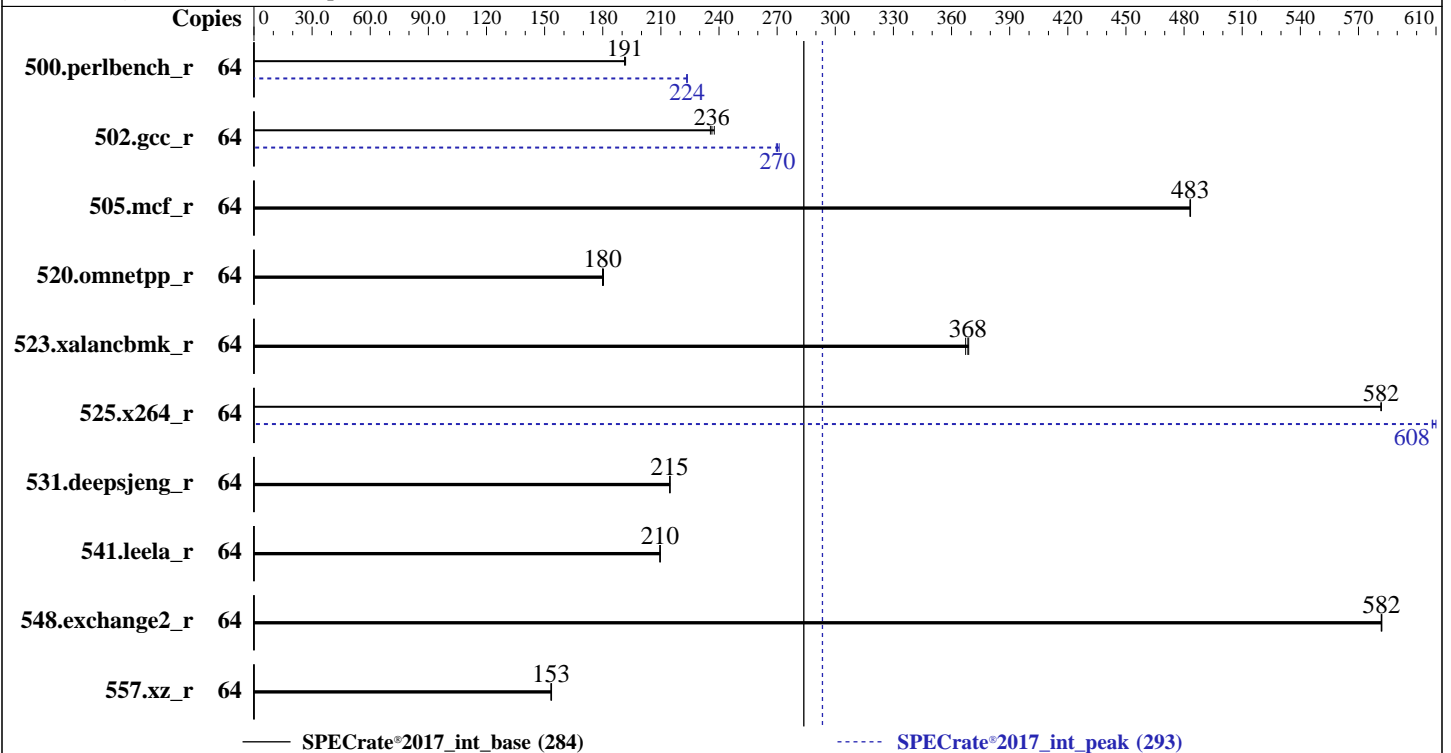 Copies 0 30.0 60.0 90.0 120 150 180 210 240 270 300 330 360 390 420 450 480 510 540 570 610
191
500.perlbench_r 64
224
236
502.gcc_r 64
270
483
505.mcf_r 64
180
520.omnetpp_r 64
368
523.xalancbmk_r 64
582
525.x264_r 64
608
215
531.deepsjeng_r 64
210
541.leela_r 64
582
548.exchange2_r 64
153
557.xz_r 64
SPECrate®2017_int_base (284) SPECrate®2017_int_peak (293)